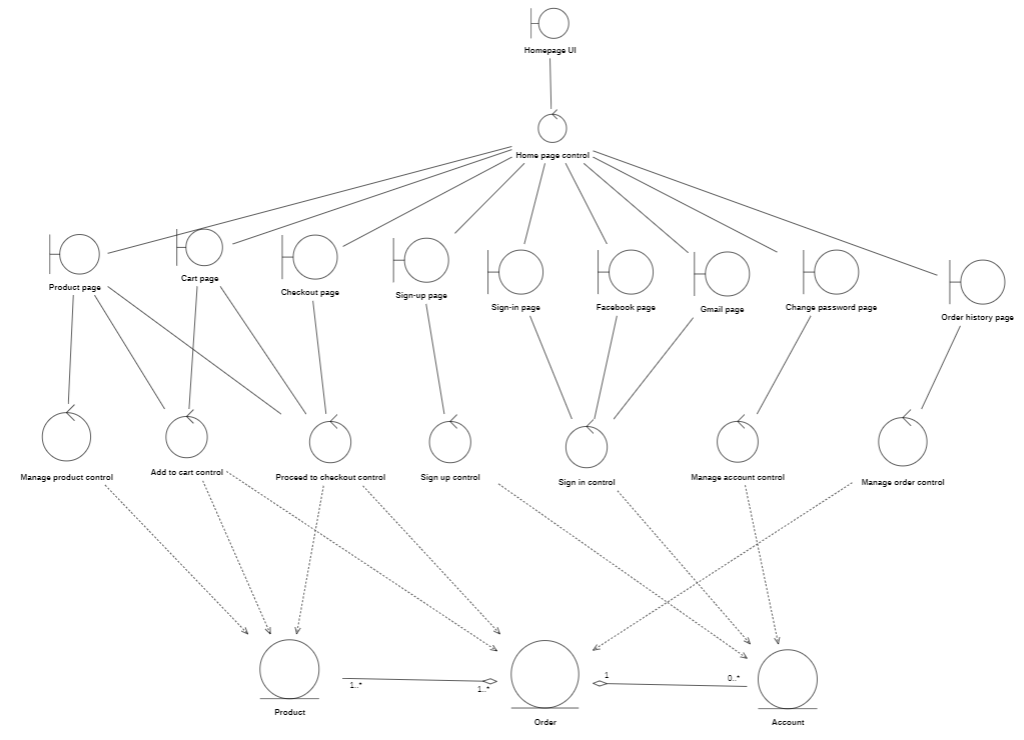 Homepage UI
Home page control
Product page
Cart page
Checkout page
Sign-up page
Sign-in page
Facebook page
Gmail page
Change password page
Order history page
Manage product control
Add to cart control
Proceed to checkout control
Sign up control
Sign in control
Manage account control
Manage order control
1..*
1..*
1
0..*
Product
Order
Account